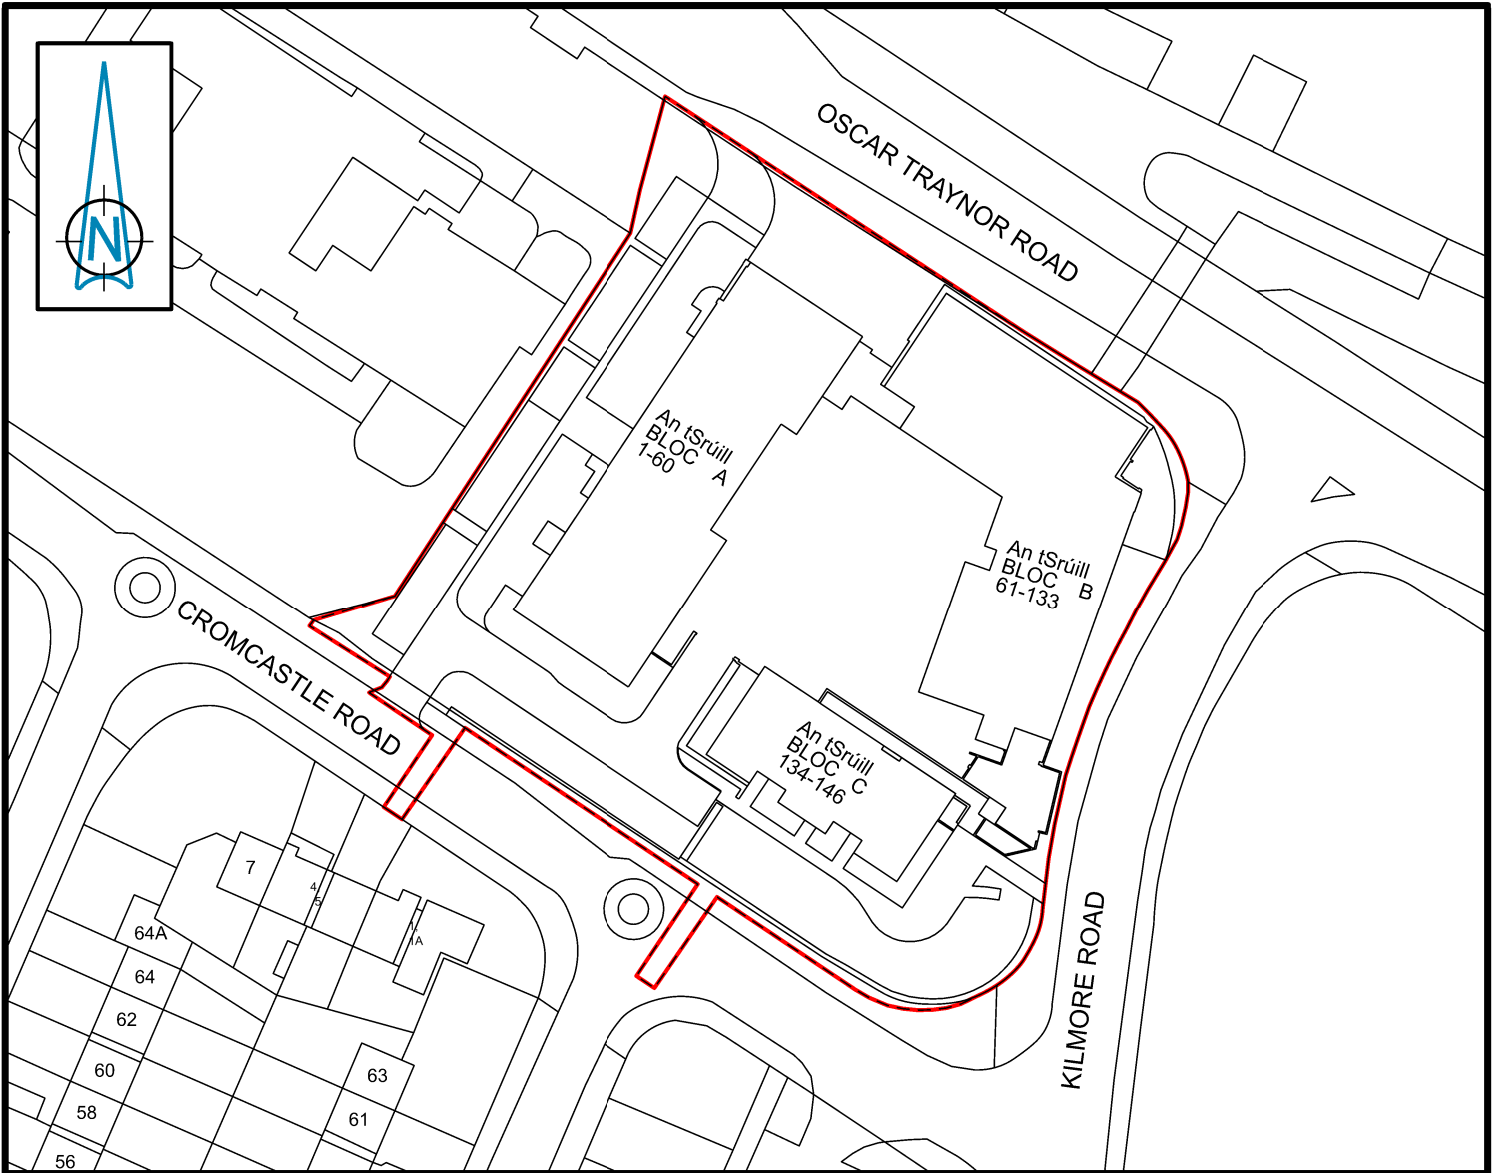 N
OSCAR TRAYNOR ROAD
An tSrúill
BLOC A
1-60
An tSrúill
BLOC B
61-133
CROMCASTLE ROAD
An tSrúill
BLOC C
134-146
KILMORE ROAD
7
4
5
1A
64A
64
62
60
58
56
63
61